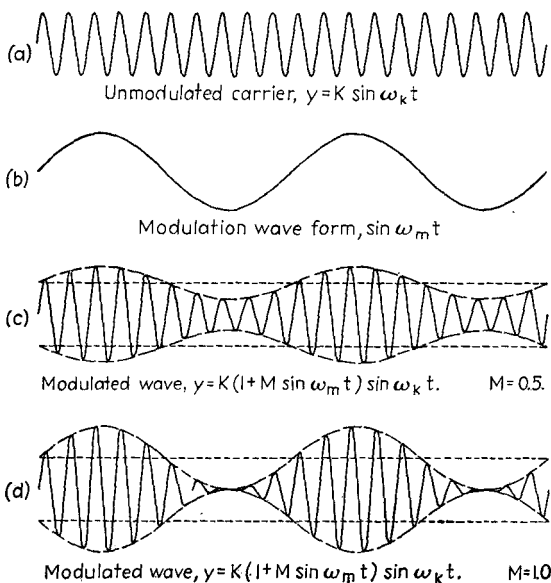 (a)
Unmodulated carrier, y = K sin ωₖt
(b)
Modulation wave form, sin ωₘt
(c)
Modulated wave, y = K(1+M sin ωₘt) sin ωₖt. M = 0.5.
(d)
Modulated wave, y = K(1+M sin ωₘt) sin ωₖt. M = 1.0